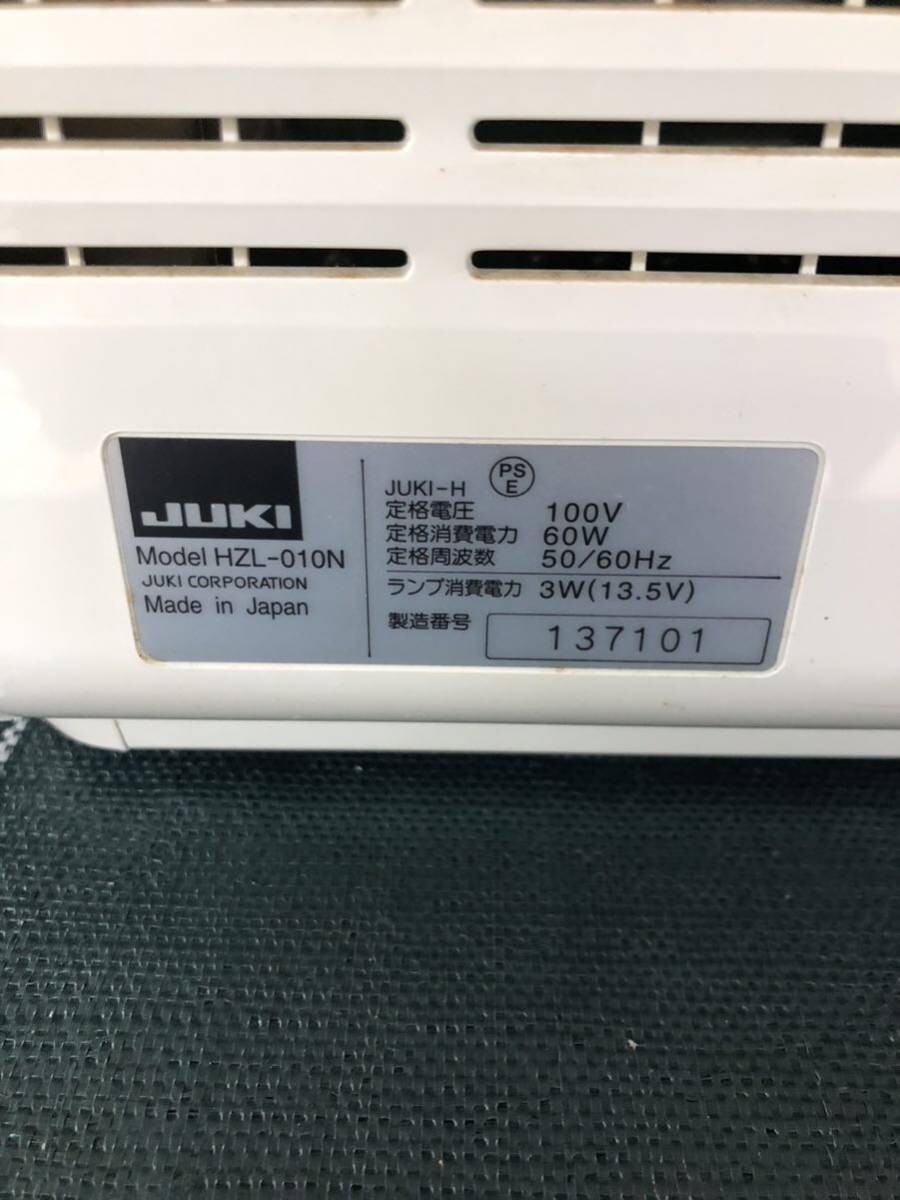 JUKI
Model HZL-010N
JUKI CORPORATION
Made in Japan
JUKI-H PS E
定格電圧 100V
定格消費電力 60W
定格周波数 50/60Hz
ランプ消費電力 3W(13.5V)
製造番号 137101